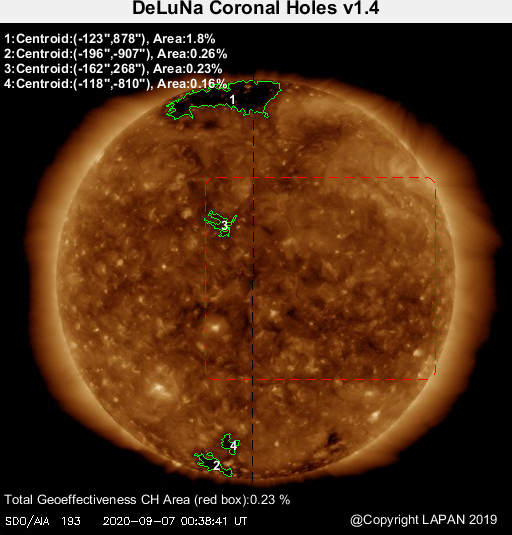 DeLuNa Coronal Holes v1.4
1:Centroid:(-123",878"), Area:1.8%
2:Centroid:(-196",-907"), Area:0.26%
3:Centroid:(-162",268"), Area:0.23%
4:Centroid:(-118",-810"), Area:0.16%
1
3
4
2
Total Geoeffectiveness CH Area (red box):0.23 %
SDO/AIA 193 2020-09-07 00:38:41 UT
@Copyright LAPAN 2019